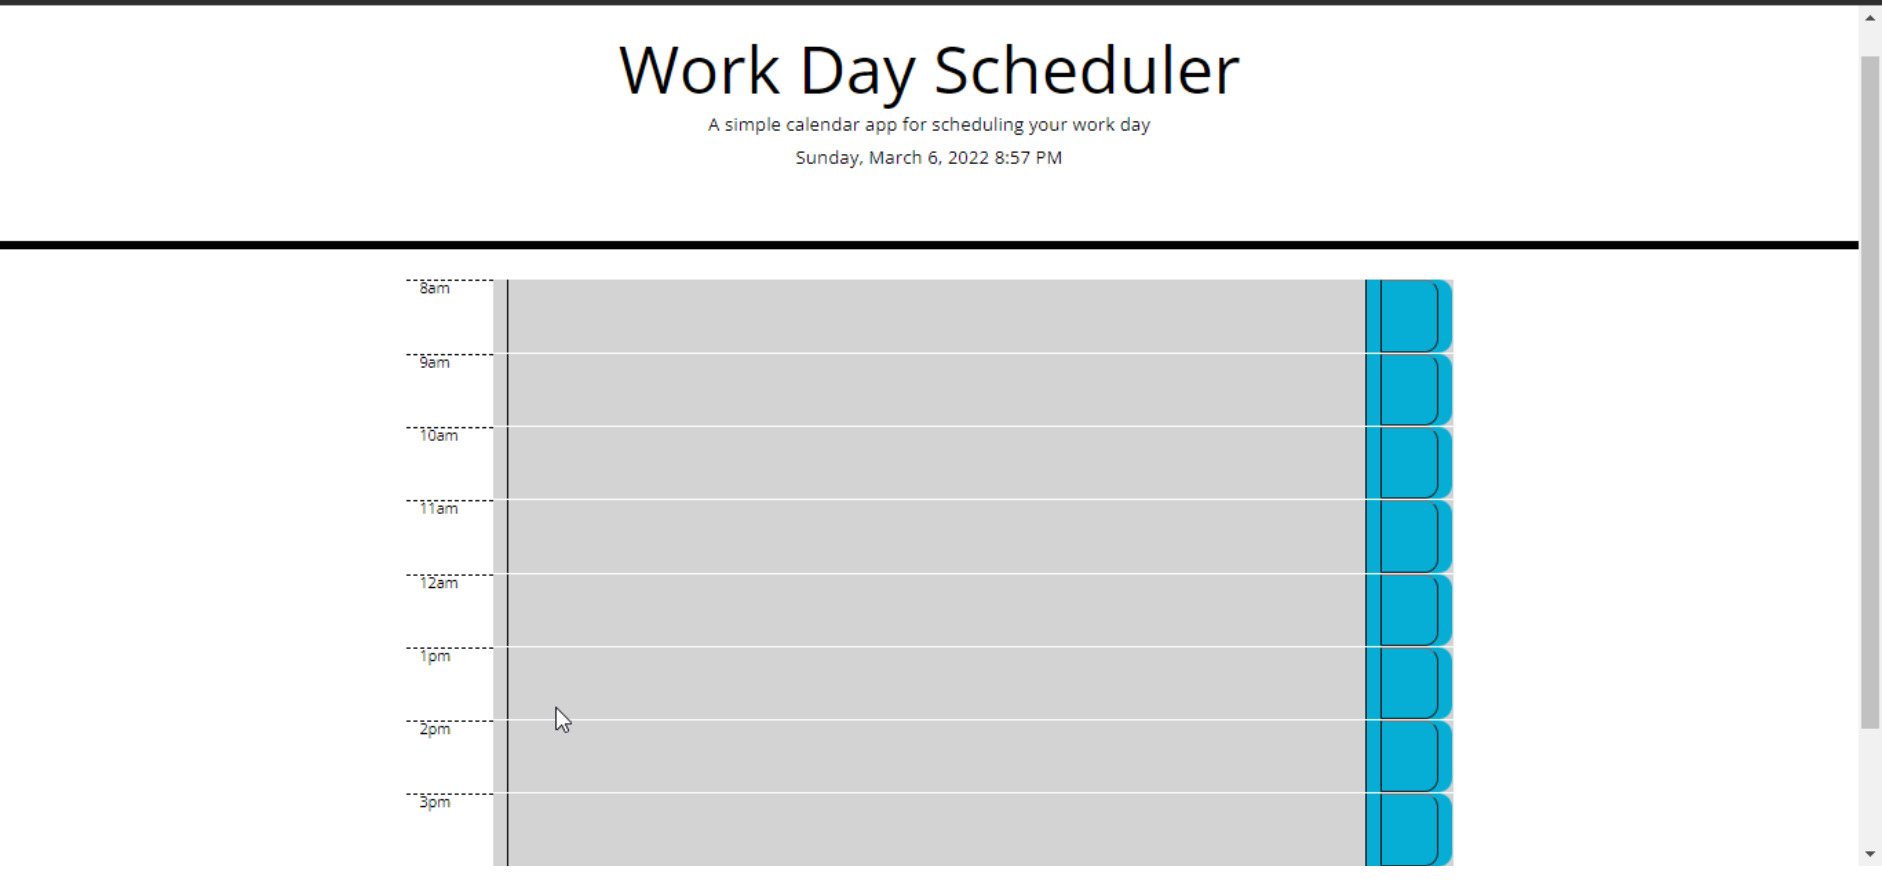 Work Day Scheduler
A simple calendar app for scheduling your work day
Sunday, March 6, 2022 8:57 PM
8am
9am
10am
11am
12am
1pm
2pm
3pm